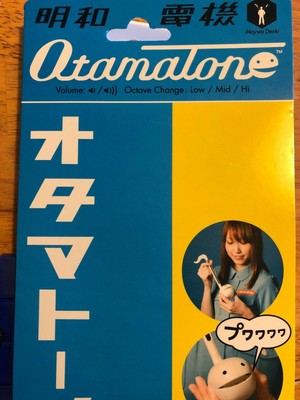 明和 電機
Maywa Denki
Otamatone™
Volume: / Octave Change: Low / Mid / Hi
オタマトー
プワワワワ